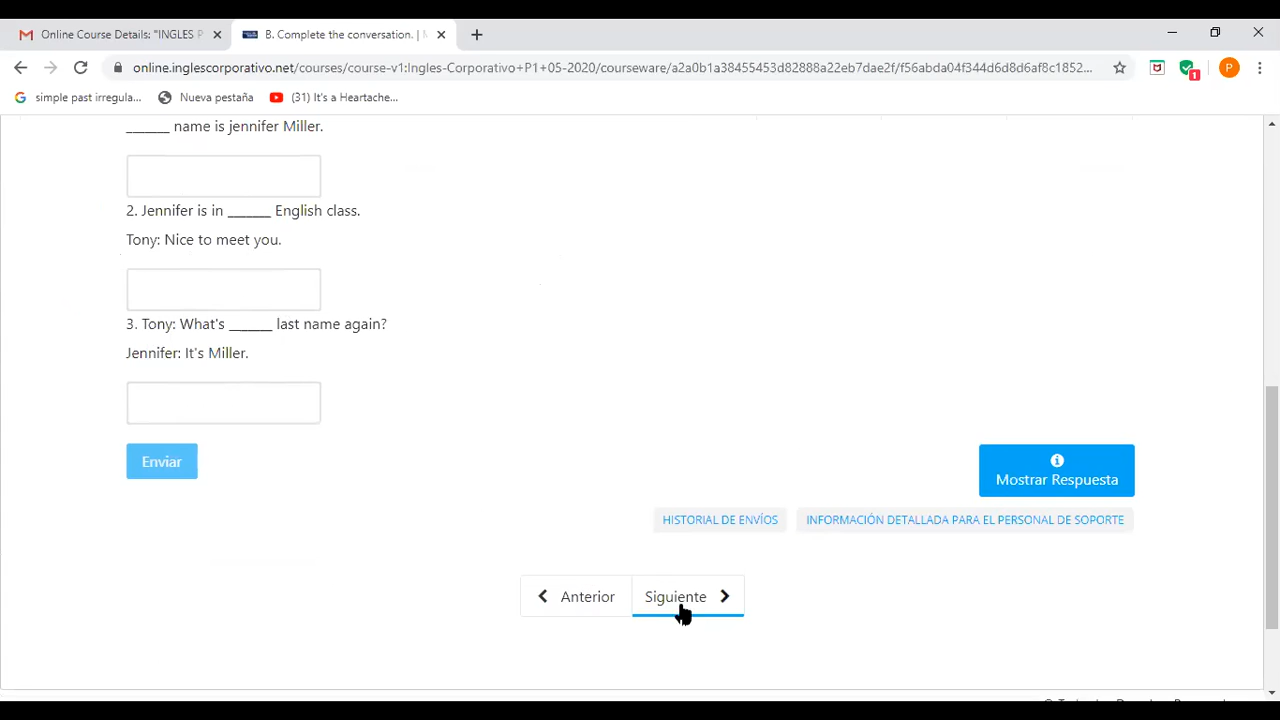 Online Course Details: "INGLES P
B. Complete the conversation. |
online.inglescorporativo.net/courses/course-v1:Ingles-Corporativo+P1+05-2020/courseware/a2a0b1a38455453d82888a22eb7dae2f/f56abda04f344d6d8d6af8c1852...
P
1
simple past irregula...
Nueva pestaña
(31) It's a Heartache...
______ name is jennifer Miller.
2. Jennifer is in ______ English class.
Tony: Nice to meet you.
3. Tony: What's ______ last name again?
Jennifer: It's Miller.
Enviar
Mostrar Respuesta
HISTORIAL DE ENVÍOS
INFORMACIÓN DETALLADA PARA EL PERSONAL DE SOPORTE
Anterior
Siguiente